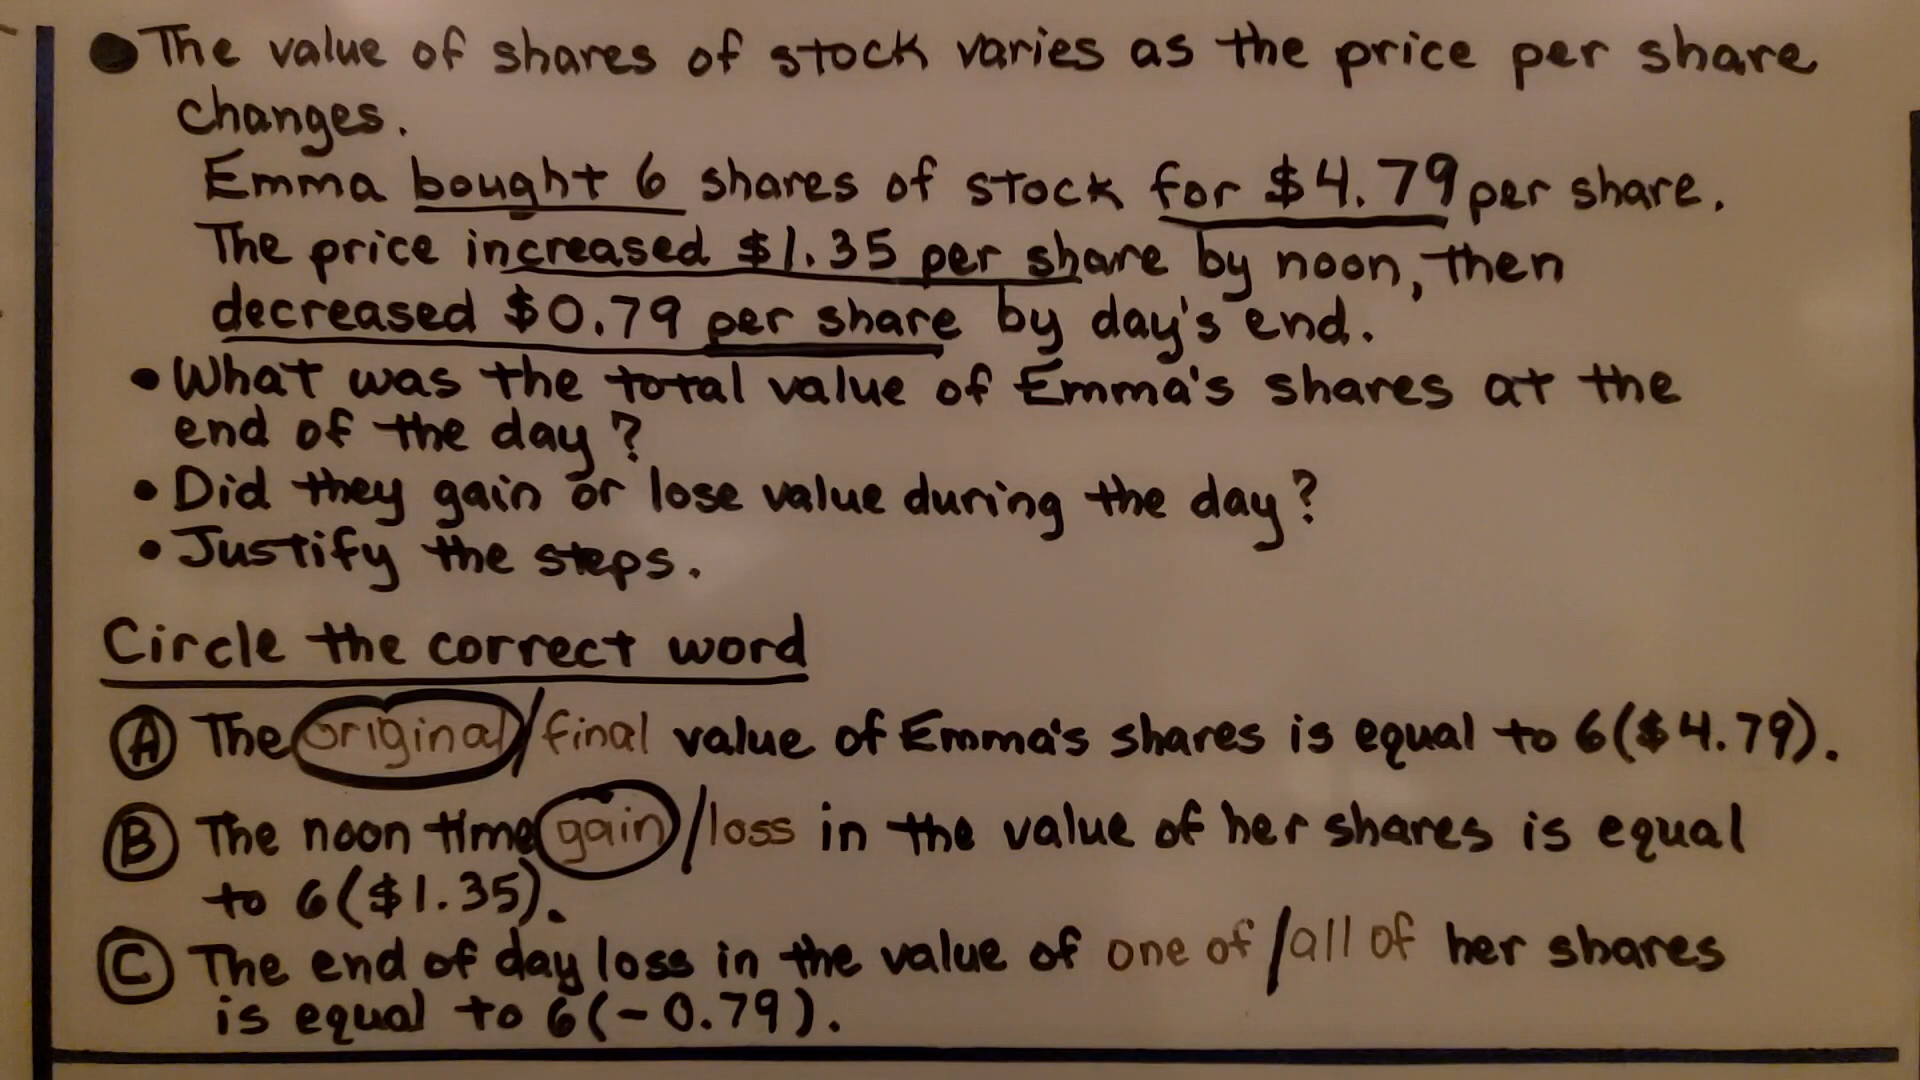 • The value of shares of stock varies as the price per share
changes.
Emma bought 6 shares of stock for $4.79 per share.
The price increased $1.35 per share by noon, then
decreased $0.79 per share by day's end.
• What was the total value of Emma's shares at the
end of the day?
• Did they gain or lose value during the day?
• Justify the steps.
Circle the correct word
A The original/final value of Emma's shares is equal to 6($4.79).
B The noon time gain/loss in the value of her shares is equal
to 6($1.35).
C The end of day loss in the value of one of/all of her shares
is equal to 6(-0.79).